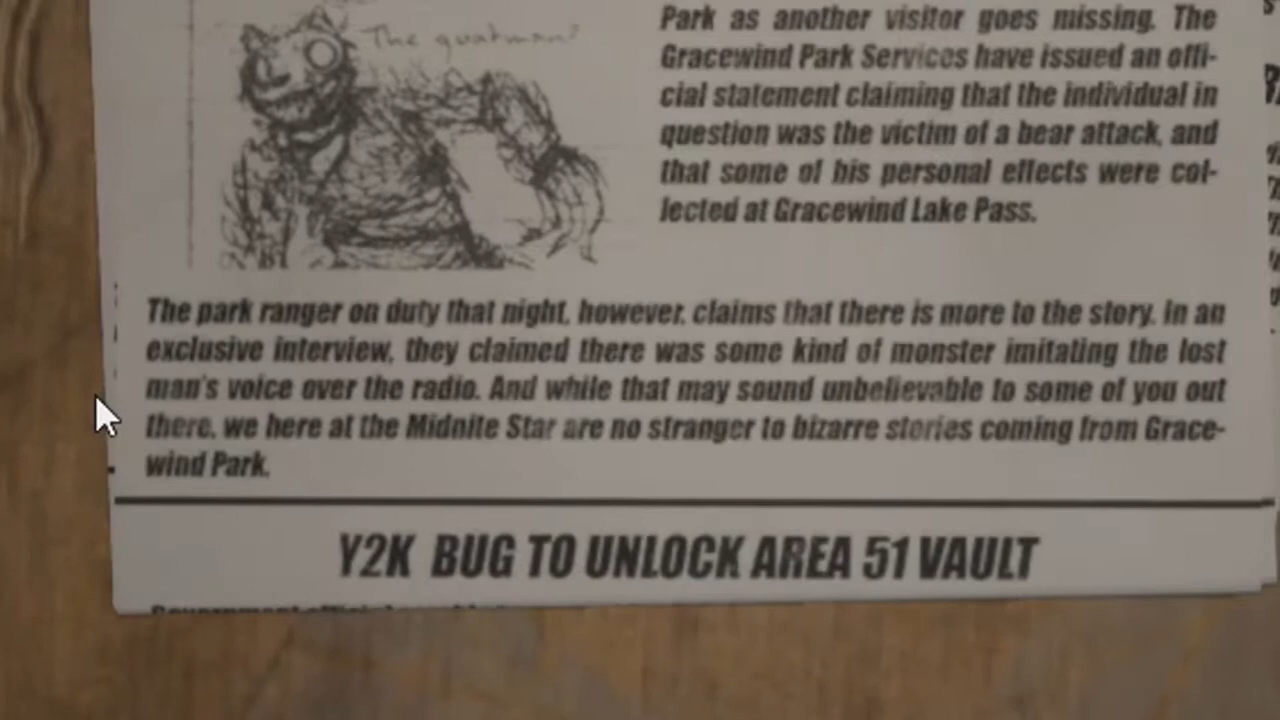 The goatman?
Park as another visitor goes missing. The
Gracewind Park Services have issued an offi-
cial statement claiming that the individual in
question was the victim of a bear attack, and
that some of his personal effects were col-
lected at Gracewind Lake Pass.
The park ranger on duty that night, however, claims that there is more to the story. In an
exclusive interview, they claimed there was some kind of monster imitating the lost
man's voice over the radio. And while that may sound unbelievable to some of you out
there, we here at the Midnite Star are no stranger to bizarre stories coming from Grace-
wind Park.
Y2K BUG TO UNLOCK AREA 51 VAULT